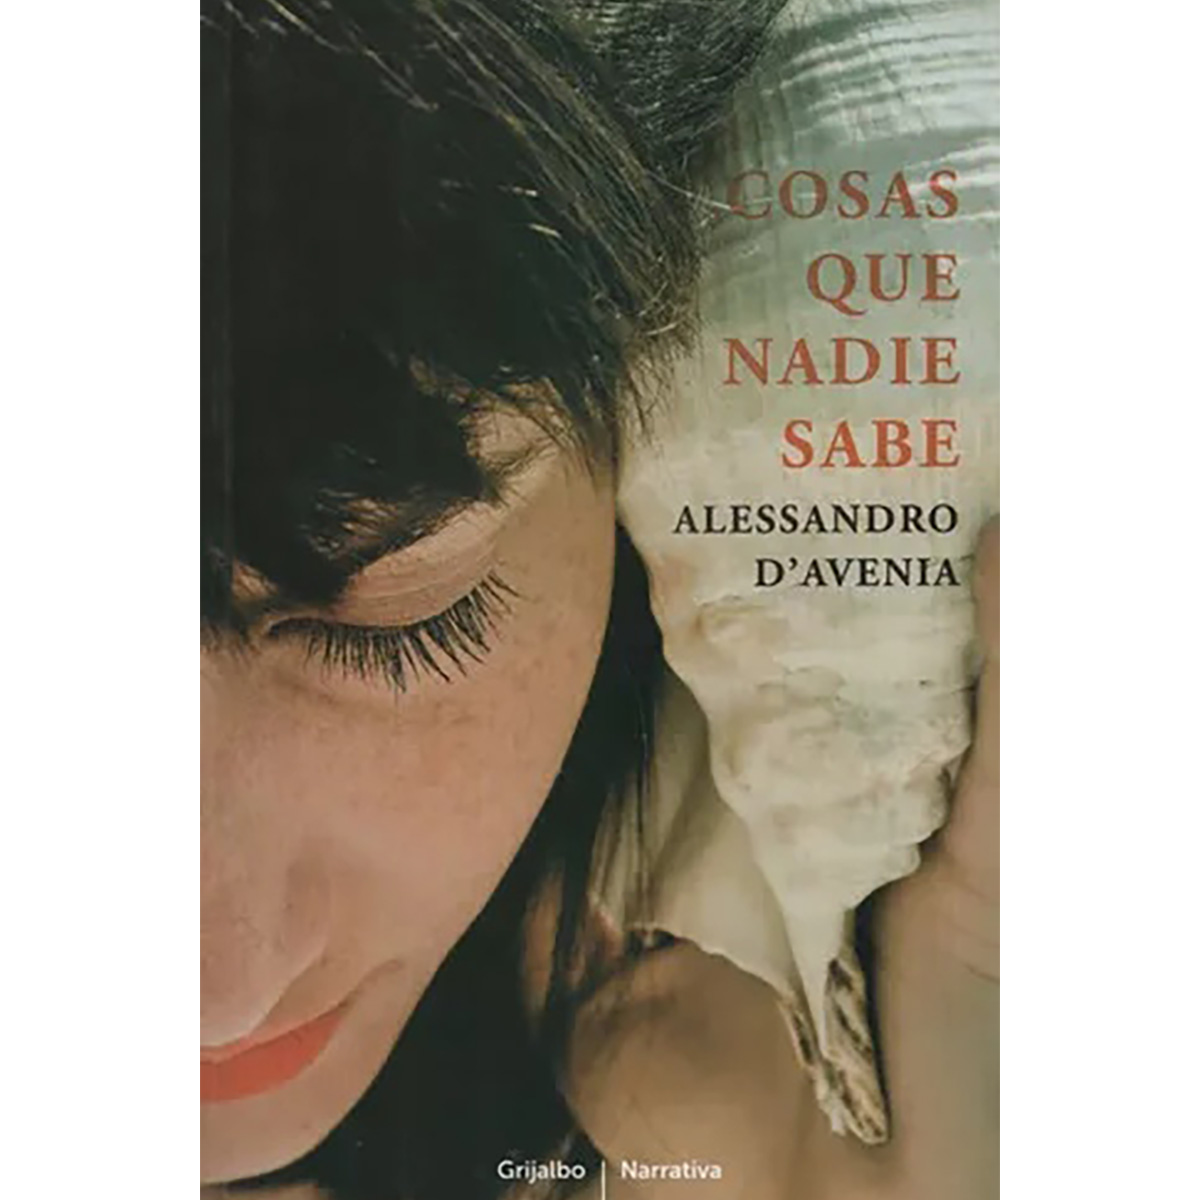 COSAS
QUE
NADIE
SABE
ALESSANDRO
D’AVENIA
Grijalbo | Narrativa